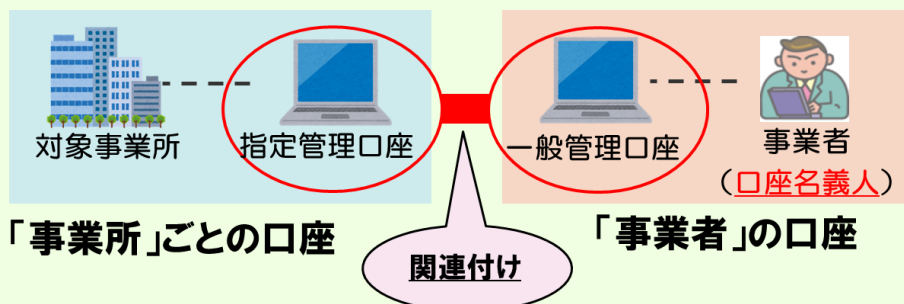 対象事業所
指定管理口座
一般管理口座
事業者
(口座名義人)
「事業所」ごとの口座
「事業者」の口座
関連付け